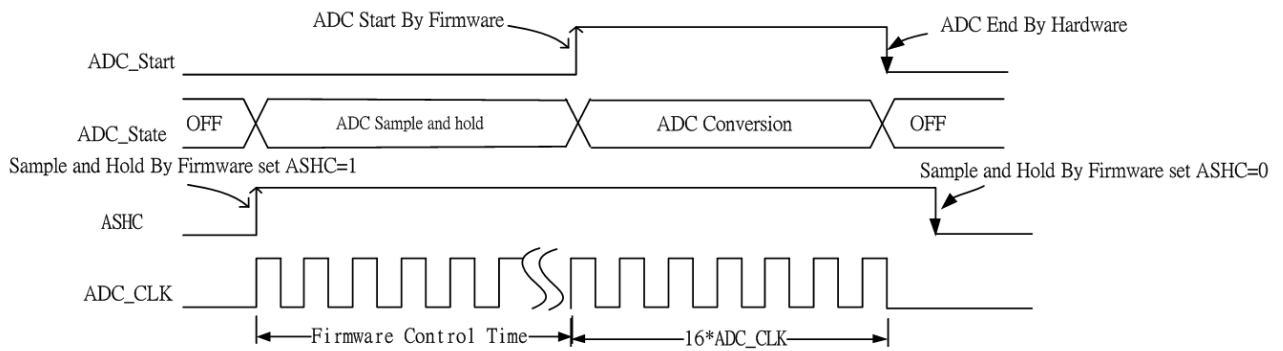 ADC Start By Firmware
ADC End By Hardware
ADC_Start
ADC_State
OFF
ADC Sample and hold
ADC Conversion
OFF
Sample and Hold By Firmware set ASHC=1
Sample and Hold By Firmware set ASHC=0
ASHC
ADC_CLK
Firmware Control Time
16*ADC_CLK